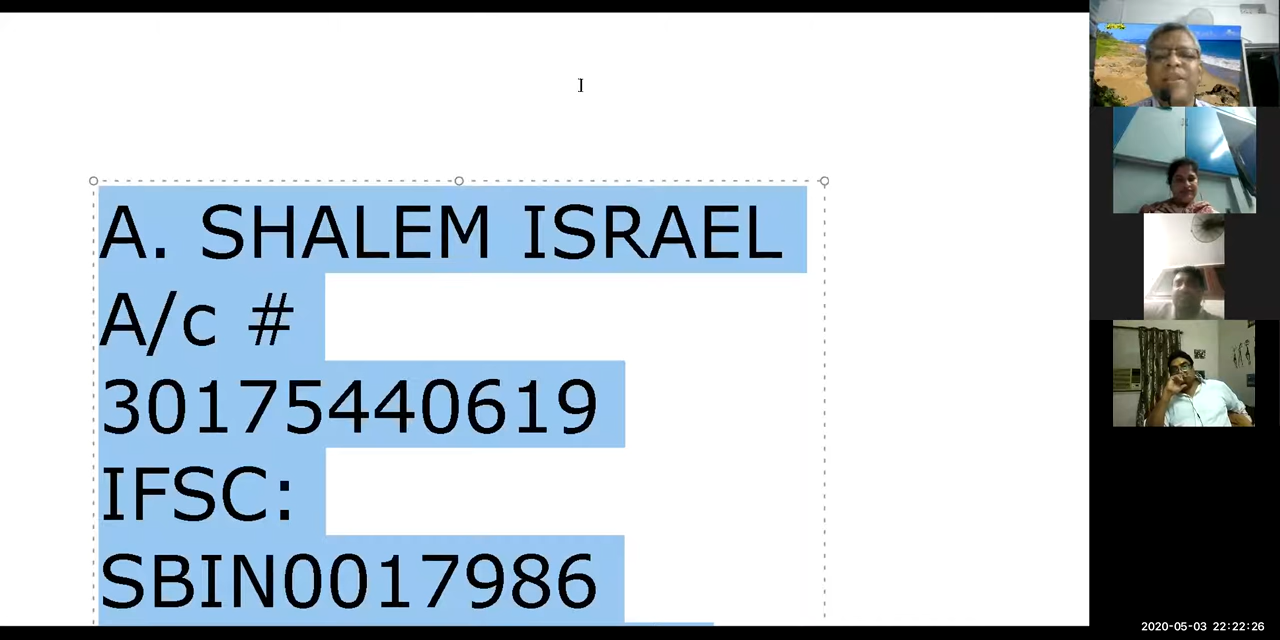 A. SHALEM ISRAEL
A/c #
30175440619
IFSC:
SBIN0017986
2020-05-03 22:22:26